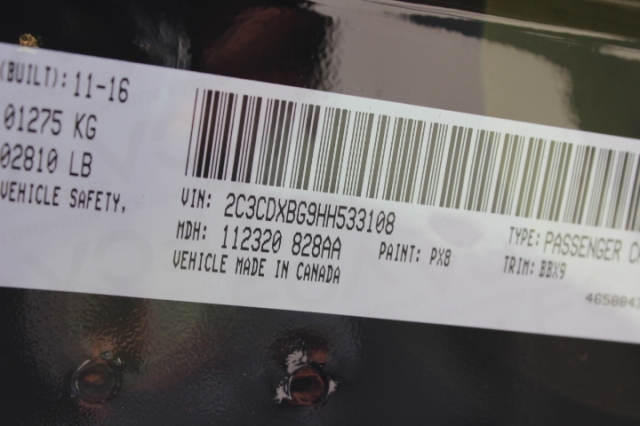 (BUILT): 11-16
01275 KG
02810 LB
VEHICLE SAFETY,
VIN: 2C3CDXBG9HH533108
MDH: 112320 828AA
PAINT: PX8
VEHICLE MADE IN CANADA
TYPE: PASSENGER
TRIM: BBX9